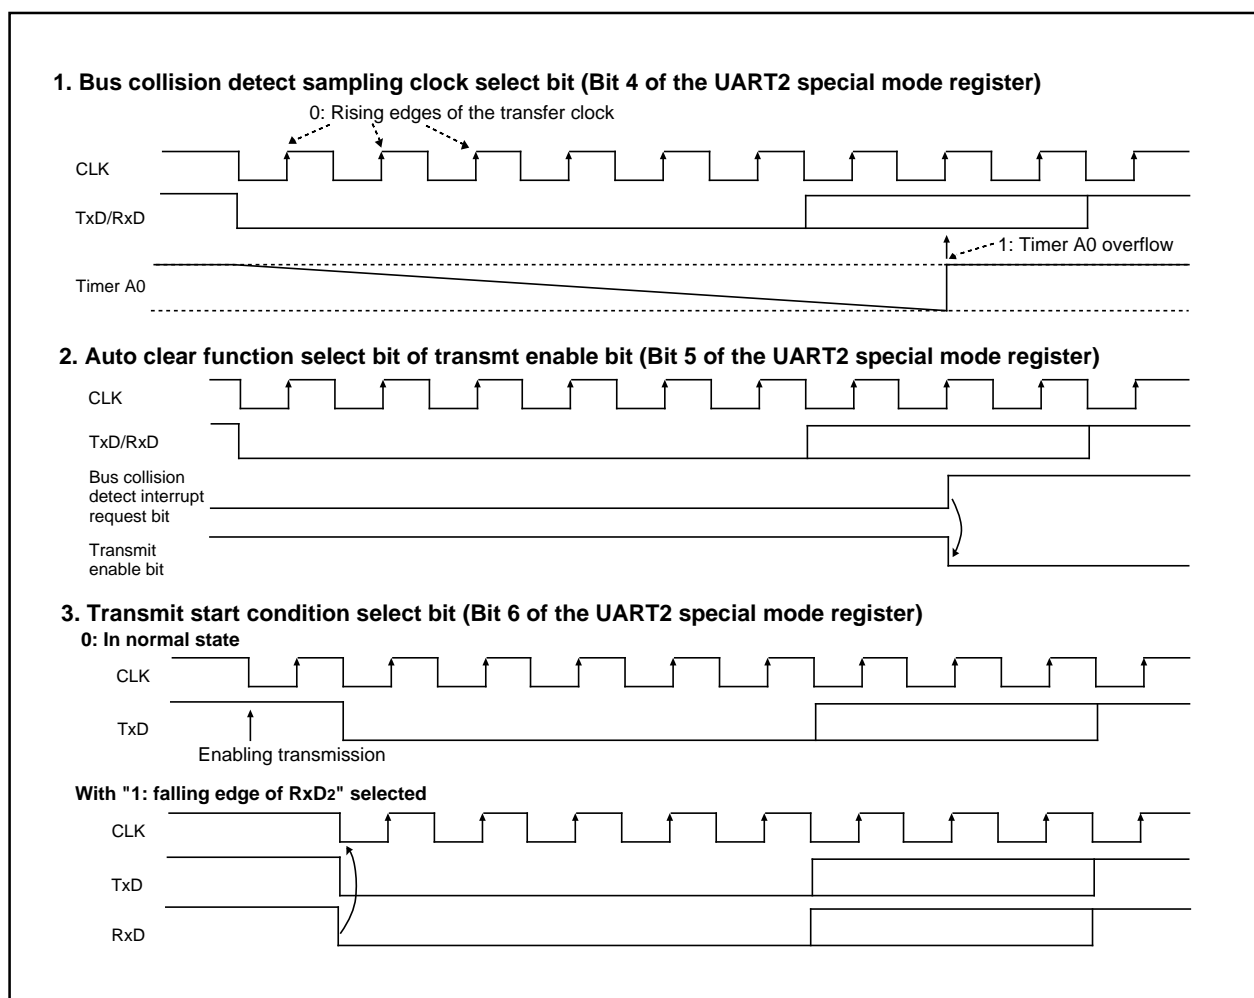 1. Bus collision detect sampling clock select bit (Bit 4 of the UART2 special mode register)
0: Rising edges of the transfer clock
CLK
TxD/RxD
1: Timer A0 overflow
Timer A0
2. Auto clear function select bit of transmt enable bit (Bit 5 of the UART2 special mode register)
CLK
TxD/RxD
Bus collision
detect interrupt
request bit
Transmit
enable bit
3. Transmit start condition select bit (Bit 6 of the UART2 special mode register)
0: In normal state
CLK
TxD
Enabling transmission
With "1: falling edge of RxD2" selected
CLK
TxD
RxD